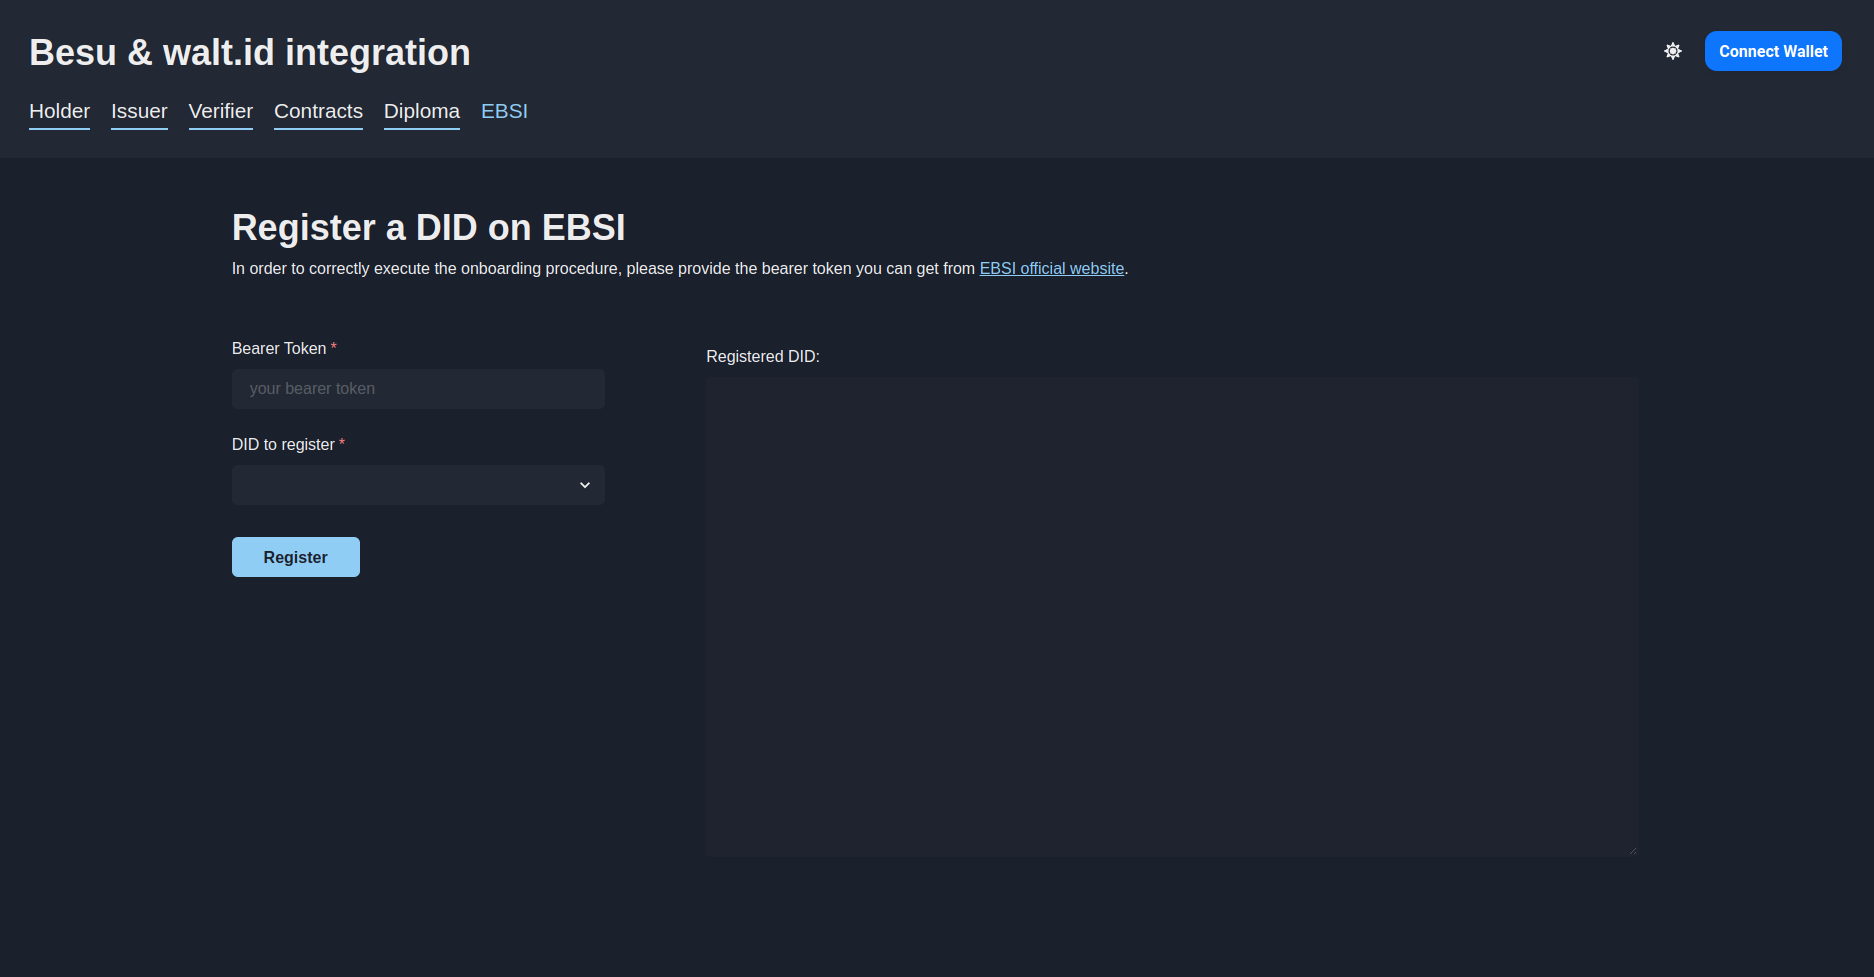 Besu & walt.id integration
Connect Wallet
Holder Issuer Verifier Contracts Diploma EBSI
Register a DID on EBSI
In order to correctly execute the onboarding procedure, please provide the bearer token you can get from EBSI official website.
Bearer Token *
your bearer token
DID to register *
Register
Registered DID: